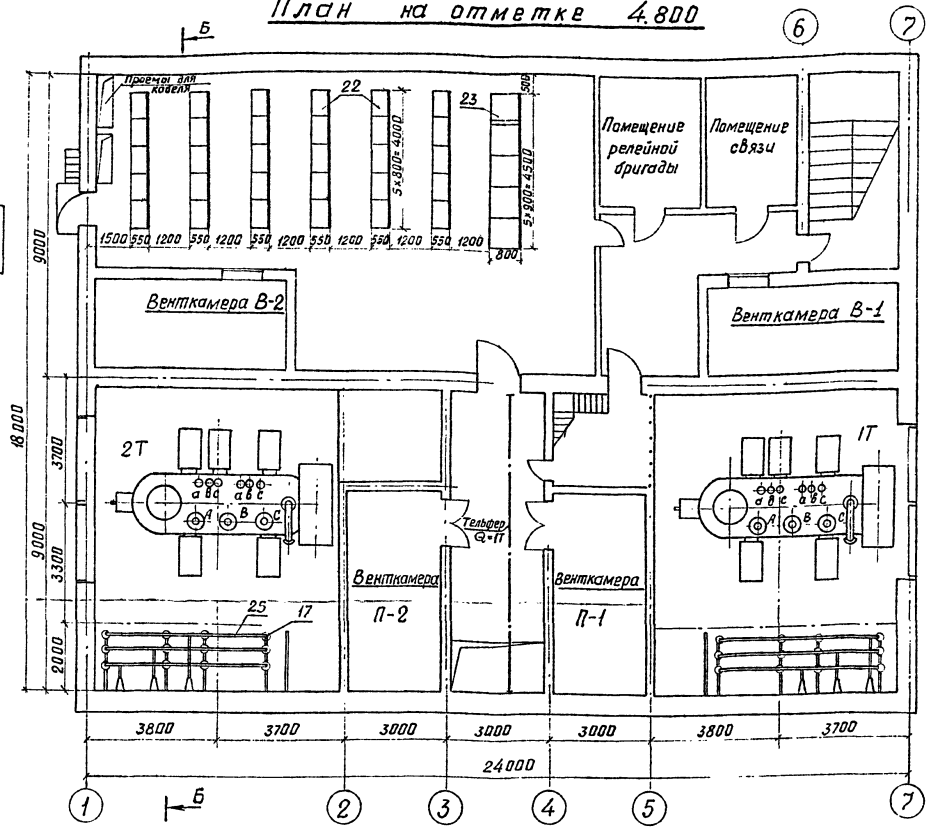 План на отметке 4.800
Б
6
7
Проемы для
кабеля
22
23
500
5×800=4000
5×900=4500
Помещение
релейной
бригады
Помещение
связи
1500 550 1200 550 1200 550 1200 550 1200 550 1200 550 1200
800
9000
18000
Венткамера В-2
Венткамера В-1
2Т
1Т
3700
3300
2000
9000
а в с а в с
А В С
а в с а в с
А В С
Тельфер
Q=1Т
Венткамера
П-2
Венткамера
П-1
25
17
3800 3700 3000 3000 3000 3800 3700
24000
1
Б
2
3
4
5
7